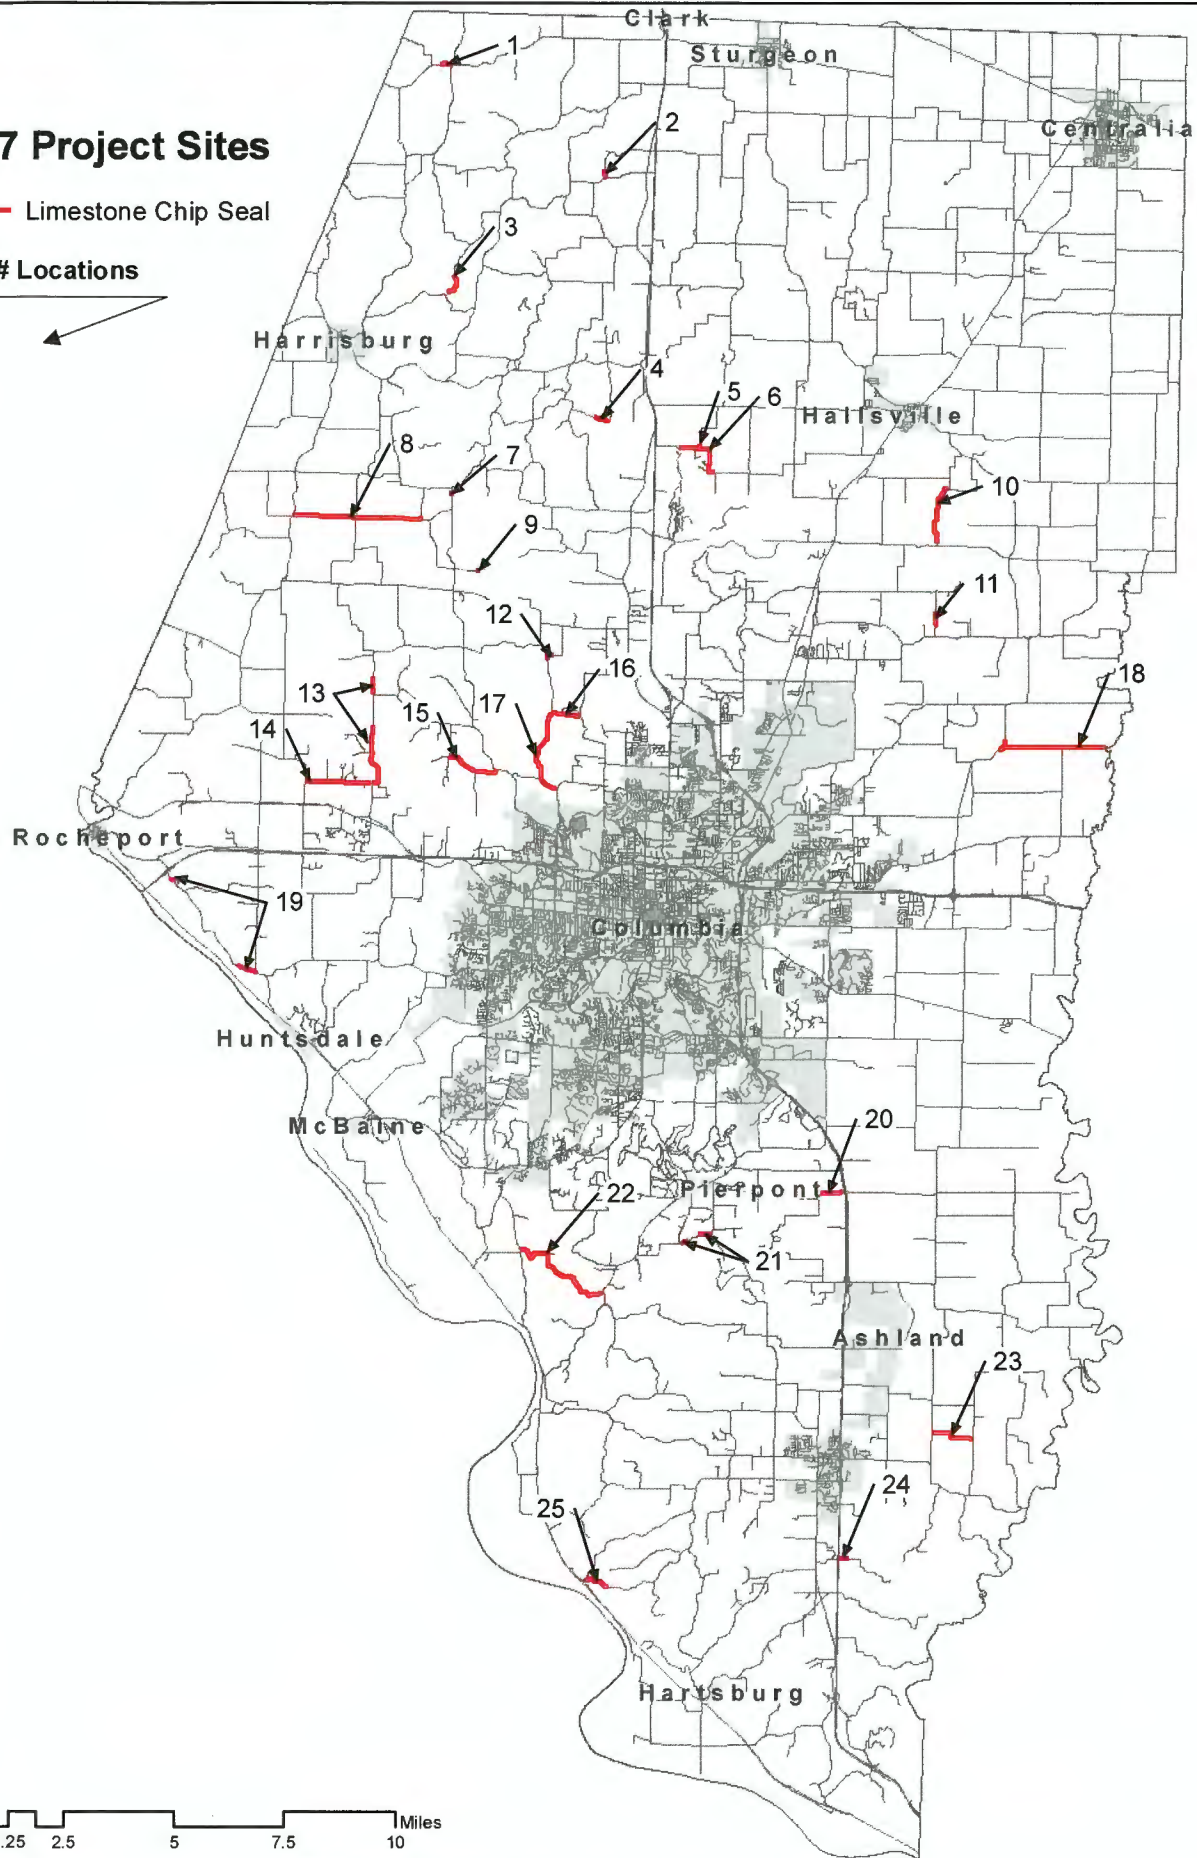 Clark
Sturgeon
1
2
Centralia
7 Project Sites
Limestone Chip Seal
3
# Locations
Harrisburg
4
5
6
Hallsville
8
7
10
9
11
12
16
18
13
17
15
14
Rocheport
19
Columbia
Huntsdale
McBaine
20
Pierpont
22
21
Ashland
23
24
25
Hartsburg
Miles
.25 2.5 5 7.5 10